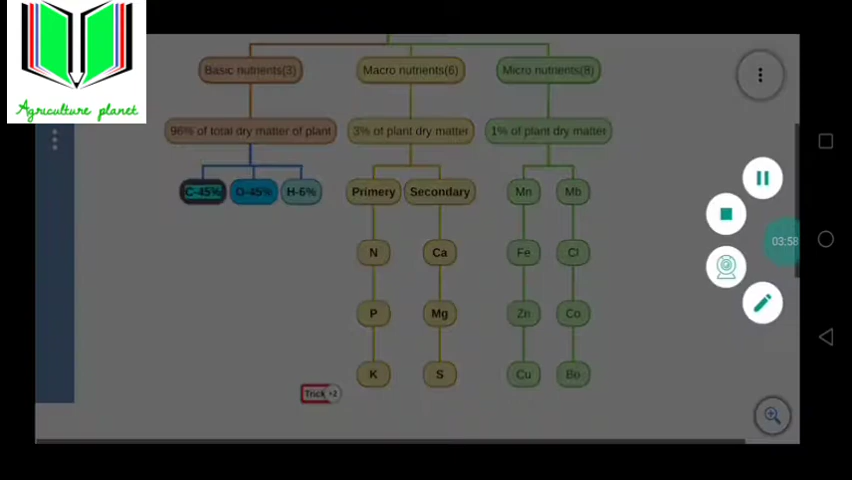 Agriculture planet
Basic nutrients(3)
Macro nutrients(6)
Micro nutrients(8)
96% of total dry matter of plant
3% of plant dry matter
1% of plant dry matter
C-45%
O-45%
H-6%
Primery
Secondary
Mn
Mb
N
Ca
Fe
Cl
P
Mg
Zn
Co
K
S
Cu
Bo
Trick +2
03:58